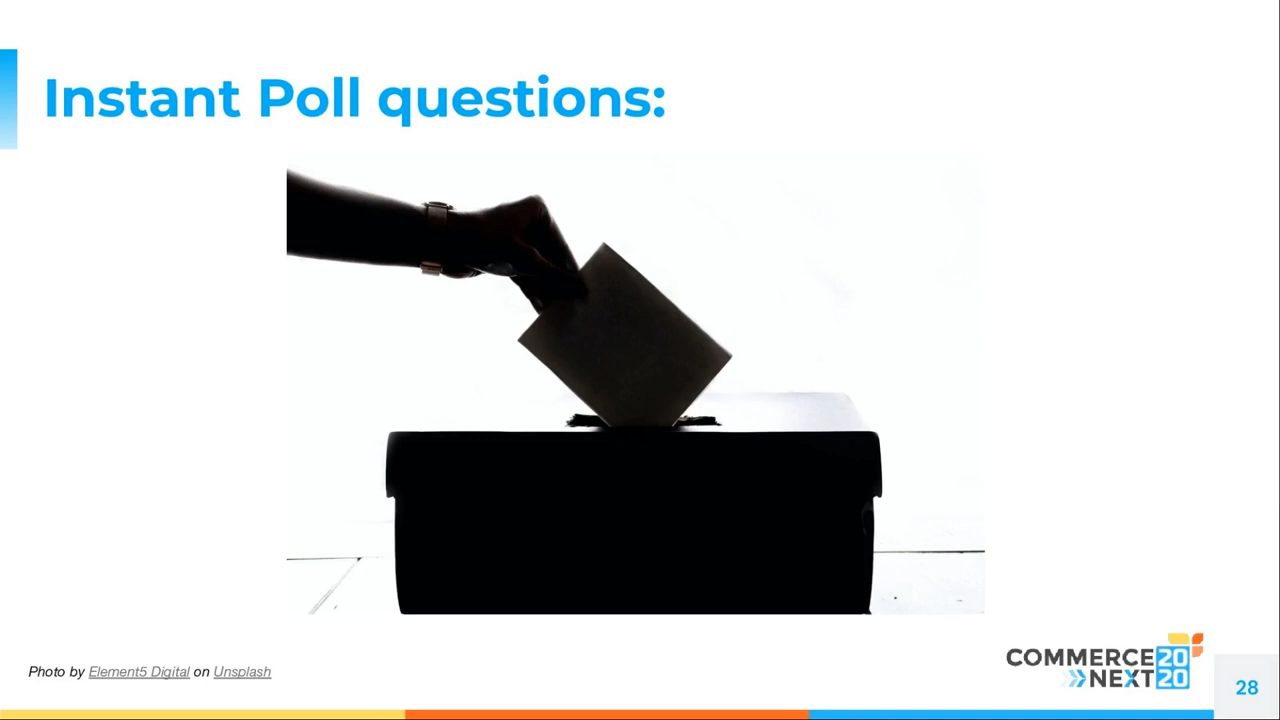 Instant Poll questions:
Photo by Element5 Digital on Unsplash
COMMERCE 20
NEXT 20
28